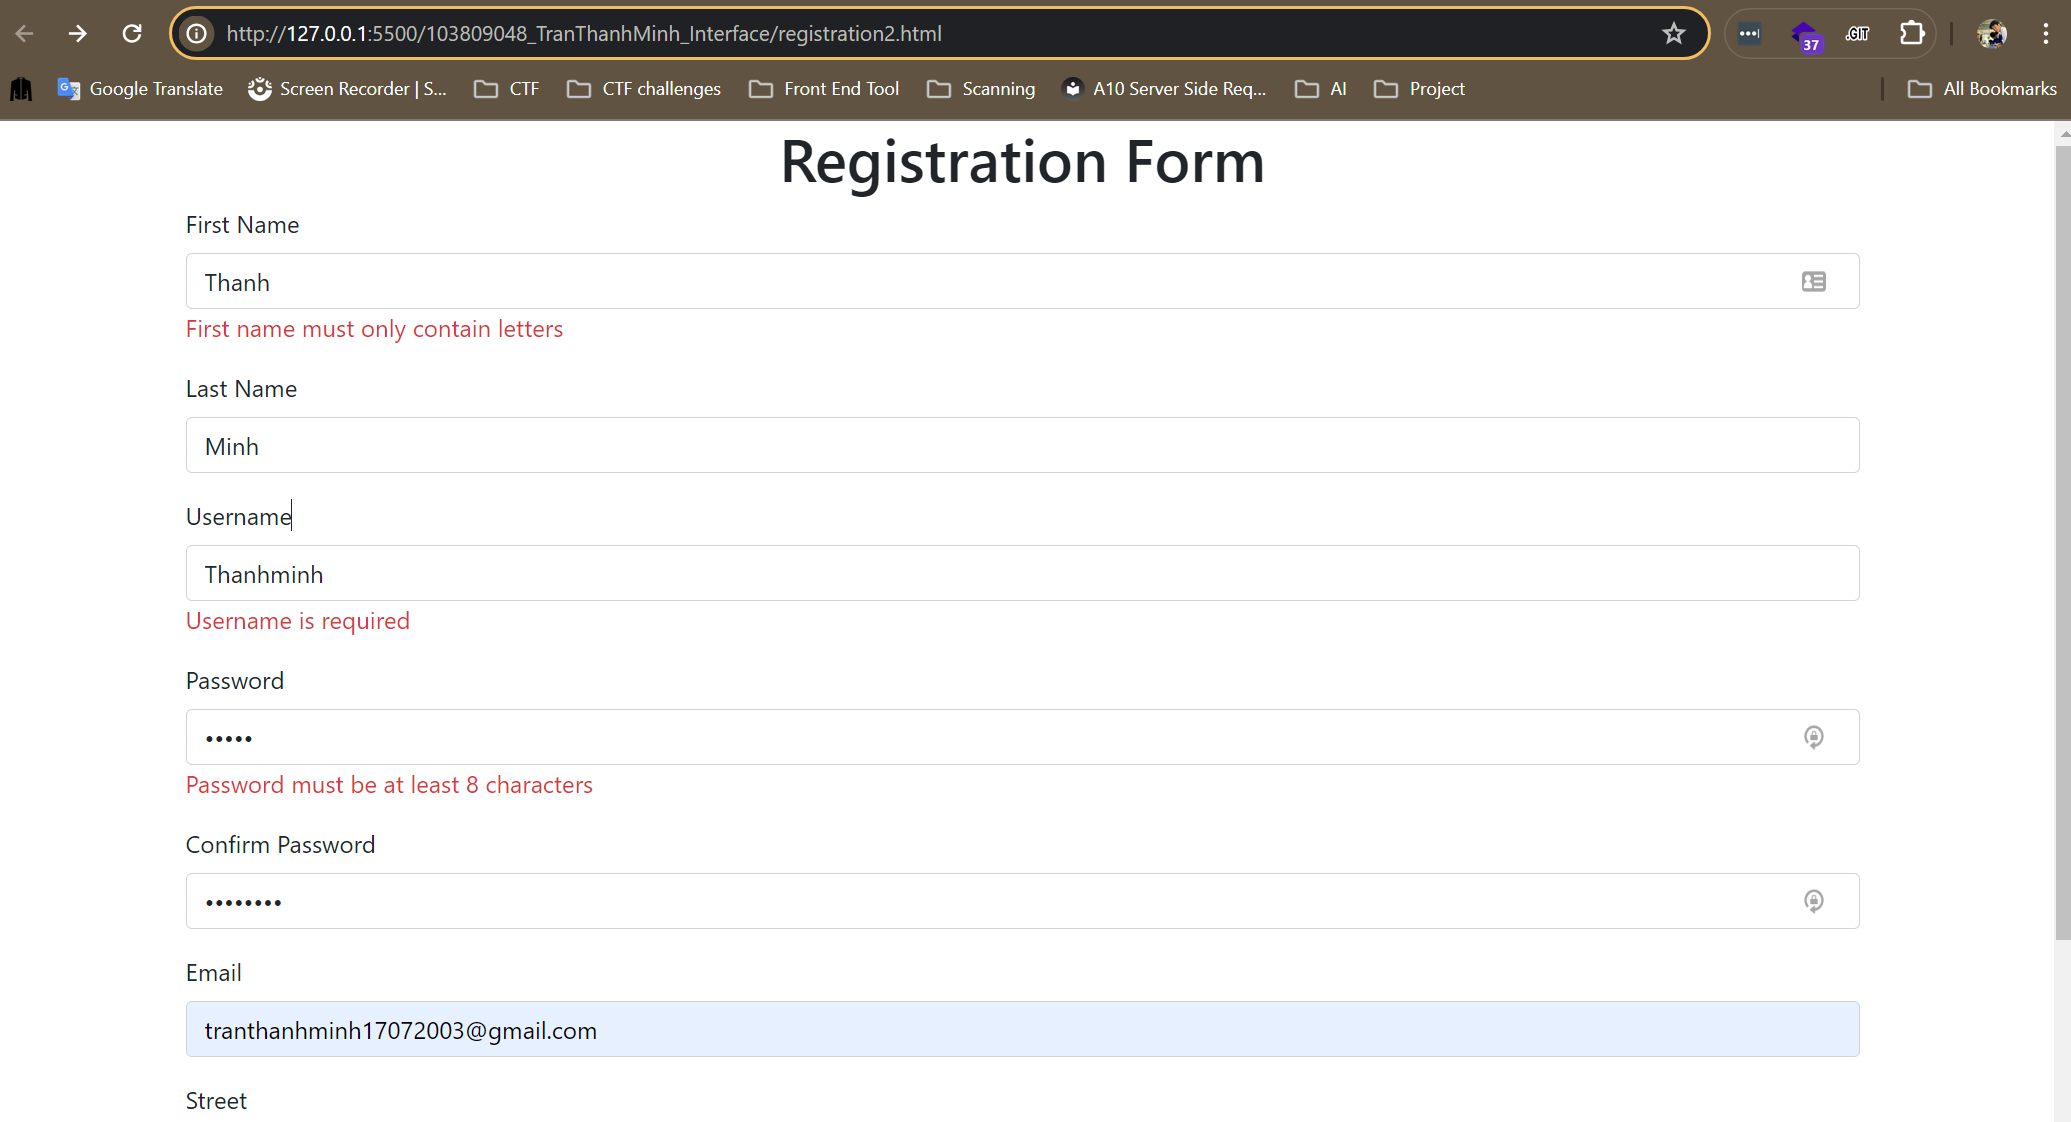 http://127.0.0.1:5500/103809048_TranThanhMinh_Interface/registration2.html
37
.GIT
Google Translate
Screen Recorder | S...
CTF
CTF challenges
Front End Tool
Scanning
A10 Server Side Req...
AI
Project
All Bookmarks
Registration Form
First Name
Thanh
First name must only contain letters
Last Name
Minh
Username
Thanhminh
Username is required
Password
•••••
Password must be at least 8 characters
Confirm Password
••••••••
Email
tranthanhminh17072003@gmail.com
Street